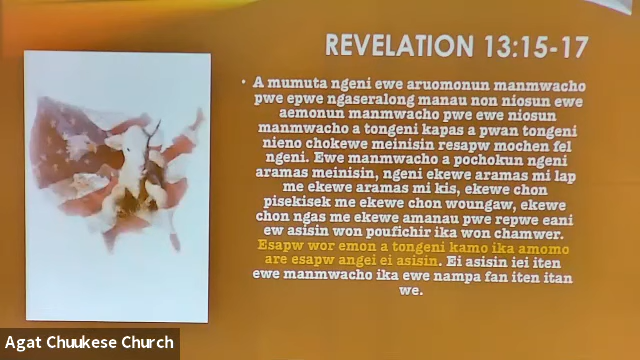 REVELATION 13:15-17
• A mumuta ngeni ewe aruomonun manmwacho
pwe epwe ngaseralong manau non niosun ewe
aemonun manmwacho pwe ewe niosun
manmwacho a tongeni kapas a pwan tongeni
nieno chokewe meinisin resapw mochen fel
ngeni. Ewe manmwacho a pochokun ngeni
aramas meinisin, ngeni ekewe aramas mi lap
me ekewe aramas mi kis, ekewe chon
pisekisek me ekewe chon woungaw, ekewe
chon ngas me ekewe amanau pwe repwe eani
ew asisin won poufichir ika won chamwer.
Esapw wor emon a tongeni kamo ika amomo
are esapw angei ei asisin. Ei asisin iei iten
ewe manmwacho ika ewe nampa fan iten itan
we.
Agat Chuukese Church